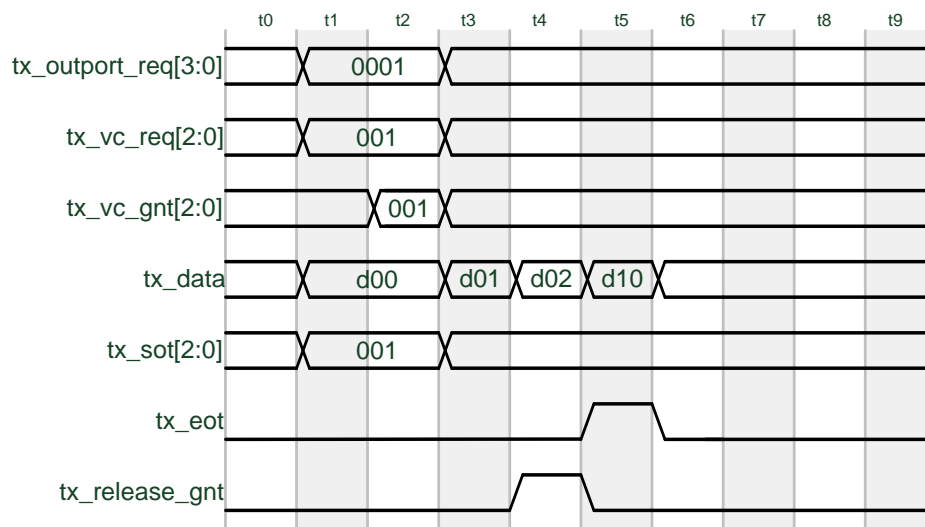 t0 t1 t2 t3 t4 t5 t6 t7 t8 t9
tx_outport_req[3:0] 0001
tx_vc_req[2:0] 001
tx_vc_gnt[2:0] 001
tx_data d00 d01 d02 d10
tx_sot[2:0] 001
tx_eot
tx_release_gnt